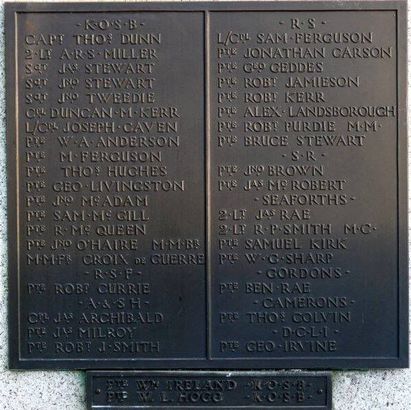 - K·O·S·B -
CAPT THOS DUNN
2·LT A·R·S· MILLER
SGT JAS STEWART
SGT JNO STEWART
SGT JNO TWEEDIE
CPL DUNCAN·M·KERR
L/CPL JOSEPH·CAVEN
PTE W·A·ANDERSON
PTE M·FERGUSON
PTE THOS HUGHES
PTE GEO·LIVINGSTON
PTE JNO MCADAM
PTE SAM·MCGILL
PTE R·MCQUEEN
PTE JNO O'HAIRE M·M·BR
M·M·FR CROIX DE GUERRE
- R·S·F -
PTE ROBT CURRIE
- A·&·S·H -
CPL JAS ARCHIBALD
PTE JAS MILROY
PTE ROBT J·SMITH
- R·S -
L/CPL SAM·FERGUSON
PTE JONATHAN CARSON
PTE GEO GEDDES
PTE ROBT JAMIESON
PTE ROBT KERR
PTE ALEX·LANDSBOROUGH
PTE ROBT PURDIE M·M·
PTE BRUCE STEWART
- S·R -
PTE JNO BROWN
PTE JAS MCROBERT
- SEAFORTHS -
2·LT JAS RAE
2·LT R·P·SMITH M·C·
PTE SAMUEL KIRK
PTE W·G·SHARP
- GORDONS -
PTE BEN·RAE
- CAMERONS -
PTE THOS COLVIN
- D·C·L·I -
PTE GEO·IRVINE
PTE WM IRELAND -K·O·S·B-
PTE W.L. HOGG -K·O·S·B-